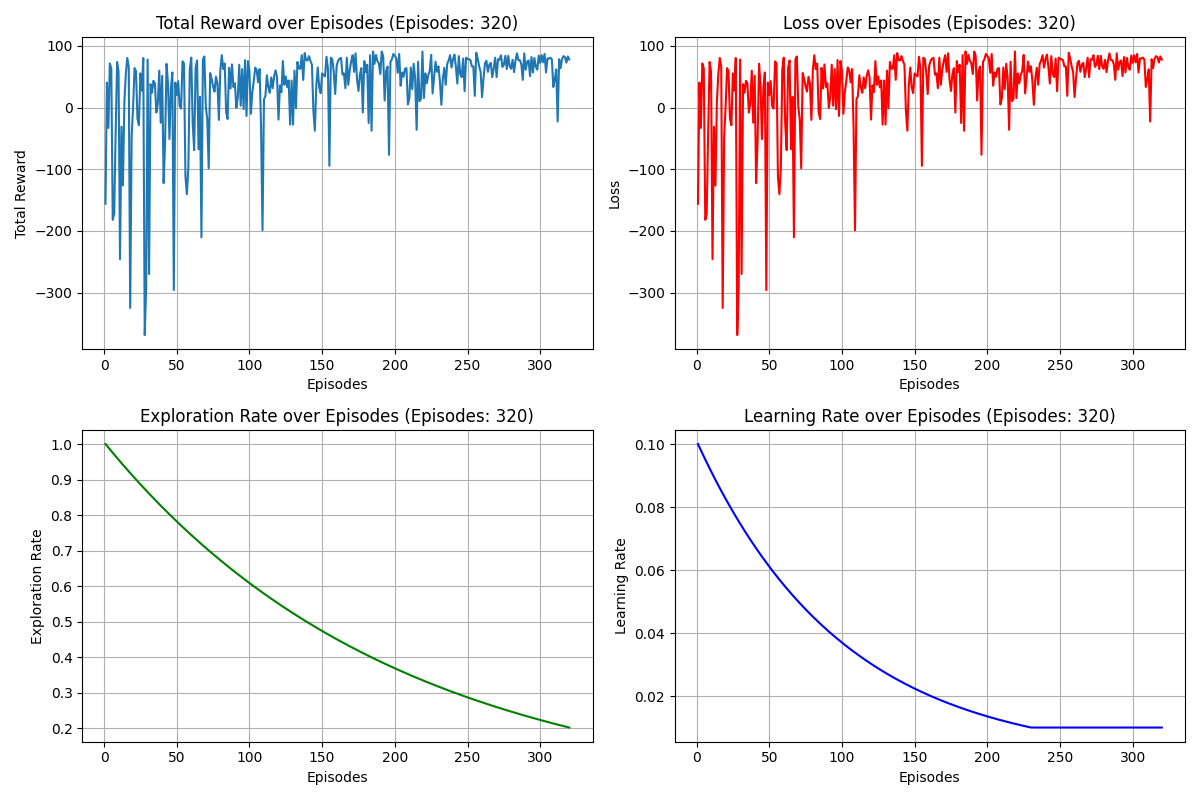 Total Reward over Episodes (Episodes: 320)
Loss over Episodes (Episodes: 320)
Total Reward
100
0
−100
−200
−300
0 50 100 150 200 250 300
Episodes
Loss
100
0
−100
−200
−300
0 50 100 150 200 250 300
Episodes
Exploration Rate over Episodes (Episodes: 320)
Learning Rate over Episodes (Episodes: 320)
Exploration Rate
1.0
0.9
0.8
0.7
0.6
0.5
0.4
0.3
0.2
0 50 100 150 200 250 300
Episodes
Learning Rate
0.10
0.08
0.06
0.04
0.02
0 50 100 150 200 250 300
Episodes